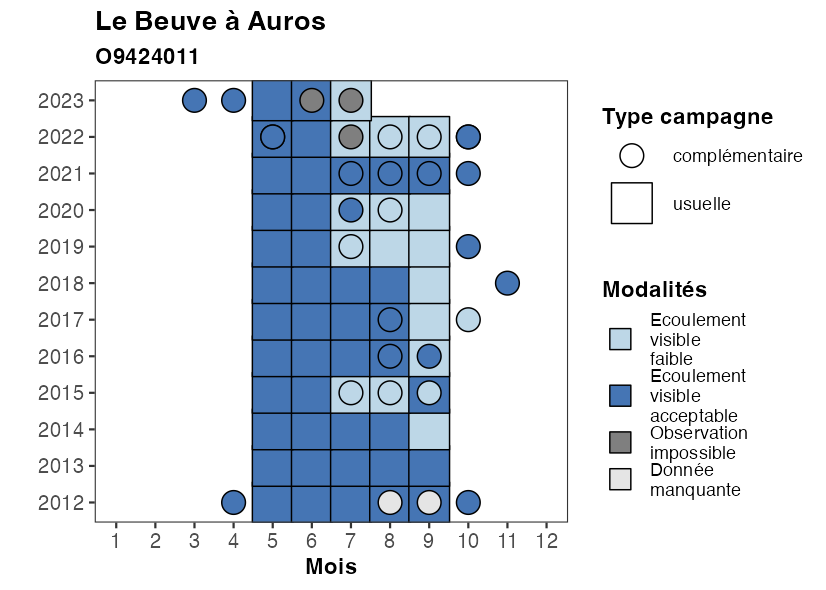 Le Beuve à Auros
O9424011
2023
2022
2021
2020
2019
2018
2017
2016
2015
2014
2013
2012
1 2 3 4 5 6 7 8 9 10 11 12
Mois
Type campagne
complémentaire
usuelle
Modalités
Ecoulement
visible
faible
Ecoulement
visible
acceptable
Observation
impossible
Donnée
manquante